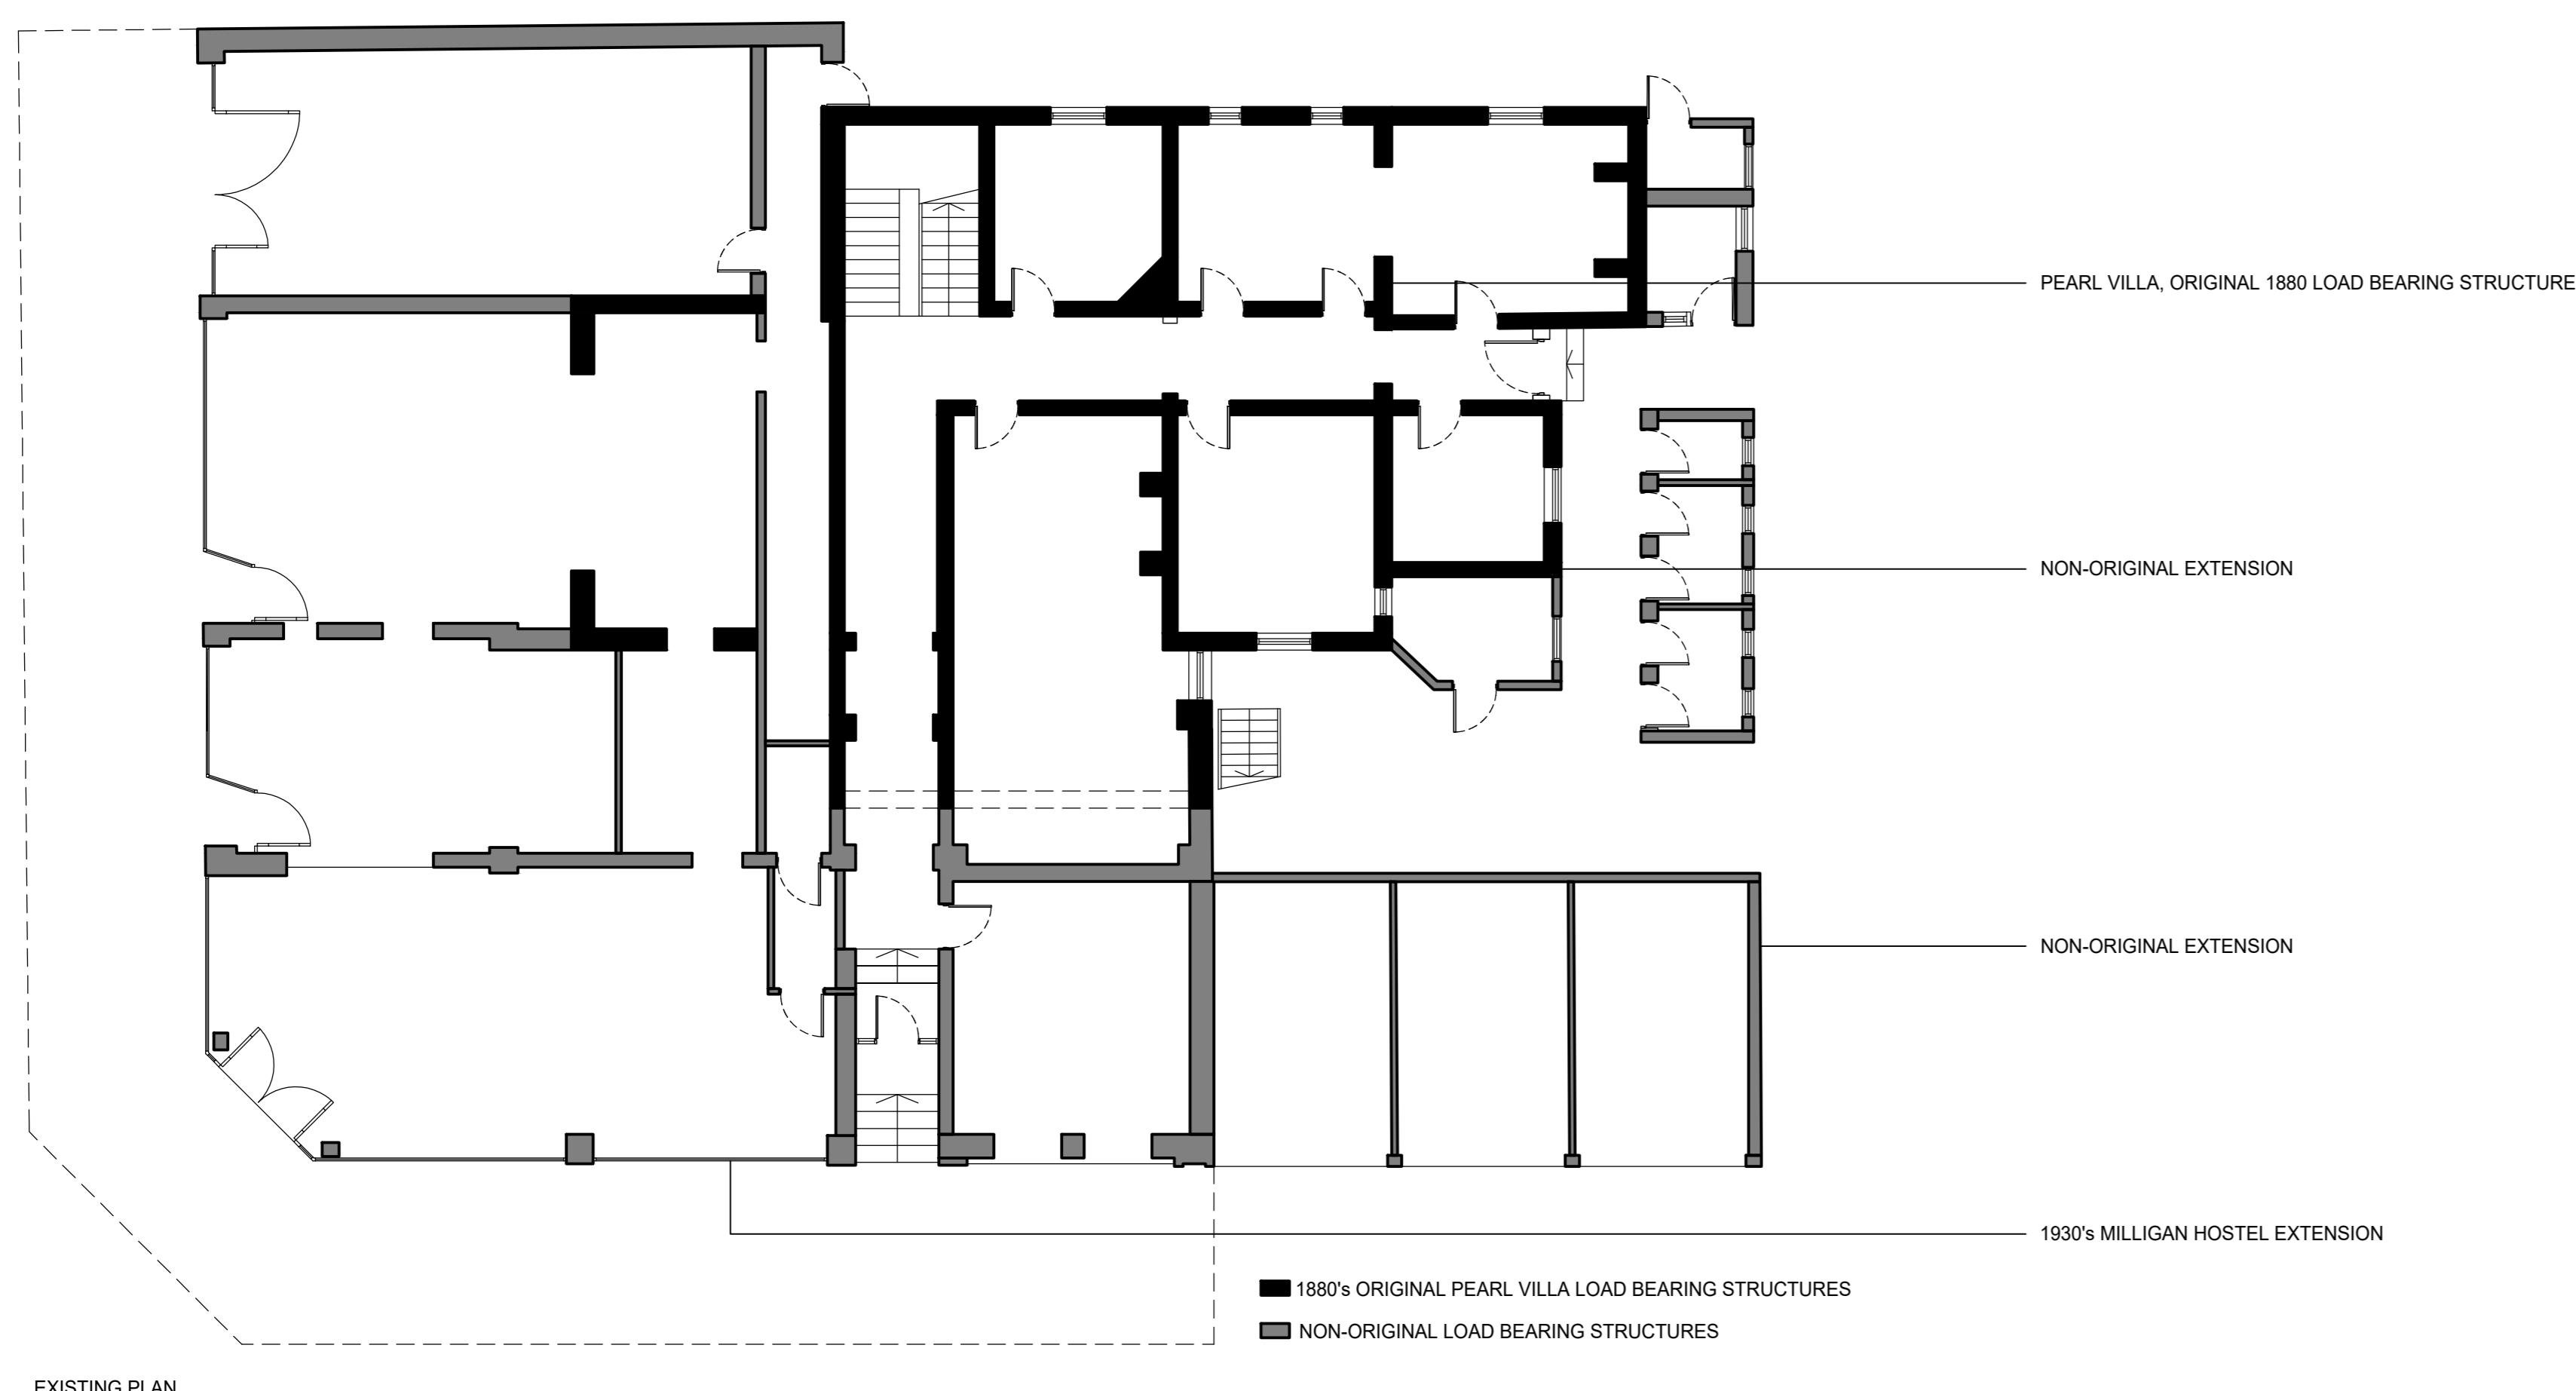 PEARL VILLA, ORIGINAL 1880 LOAD BEARING STRUCTURE
NON-ORIGINAL EXTENSION
NON-ORIGINAL EXTENSION
1930's MILLIGAN HOSTEL EXTENSION
1880's ORIGINAL PEARL VILLA LOAD BEARING STRUCTURES
NON-ORIGINAL LOAD BEARING STRUCTURES
EXISTING PLAN